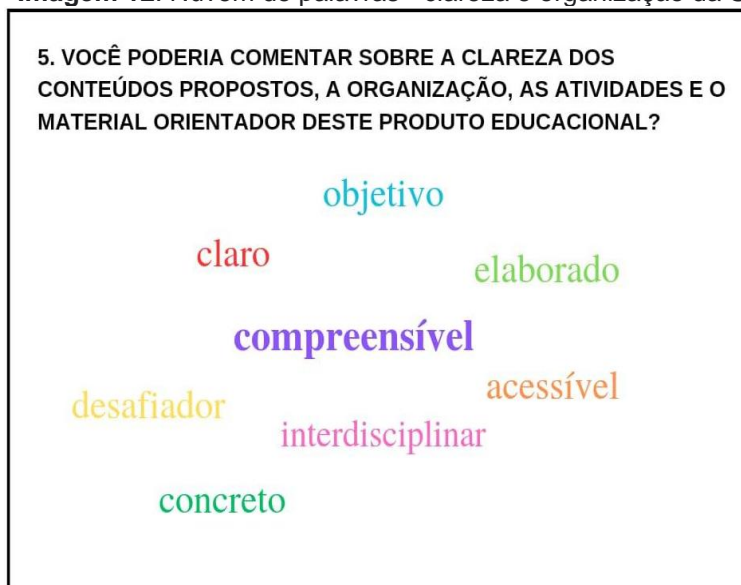 5. VOCÊ PODERIA COMENTAR SOBRE A CLAREZA DOS
CONTEÚDOS PROPOSTOS, A ORGANIZAÇÃO, AS ATIVIDADES E O
MATERIAL ORIENTADOR DESTE PRODUTO EDUCACIONAL?
objetivo
claro
elaborado
compreensível
acessível
desafiador
interdisciplinar
concreto